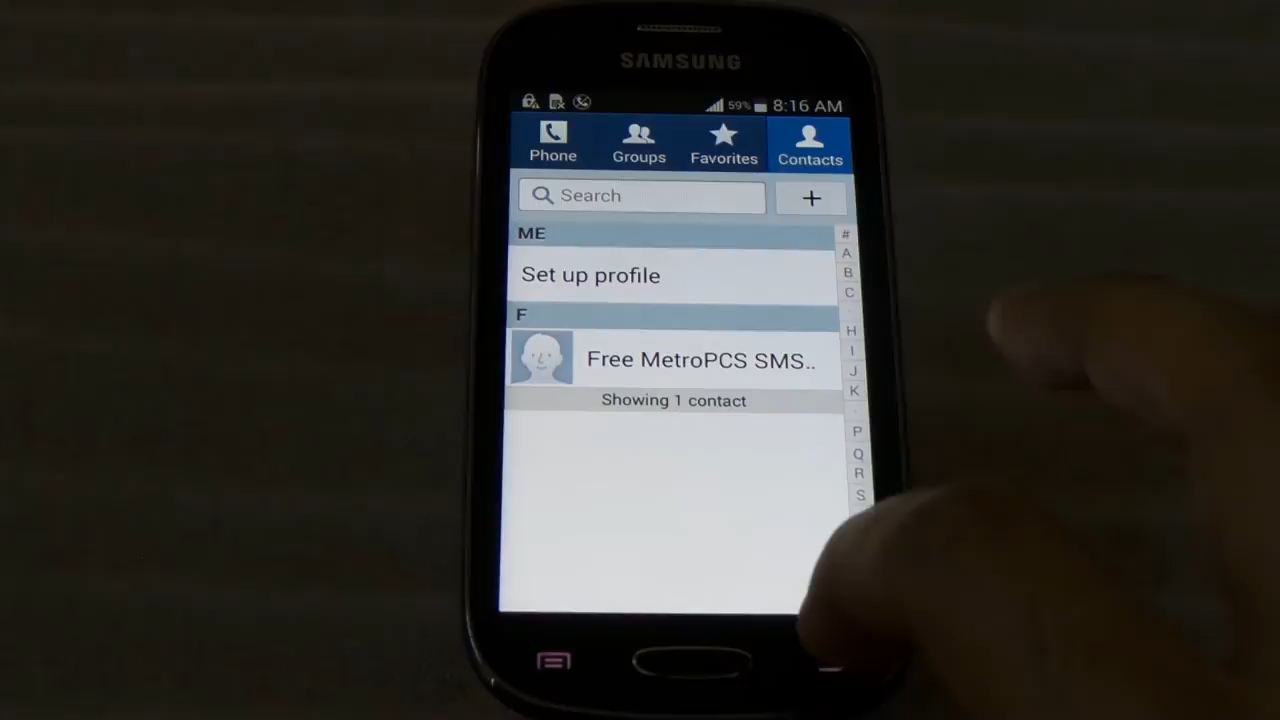 SAMSUNG
59% 8:16 AM
Phone Groups Favorites Contacts
Search +
ME
#
A
Set up profile
B
C
F
H
I
Free MetroPCS SMS..
J
K
Showing 1 contact
P
Q
R
S